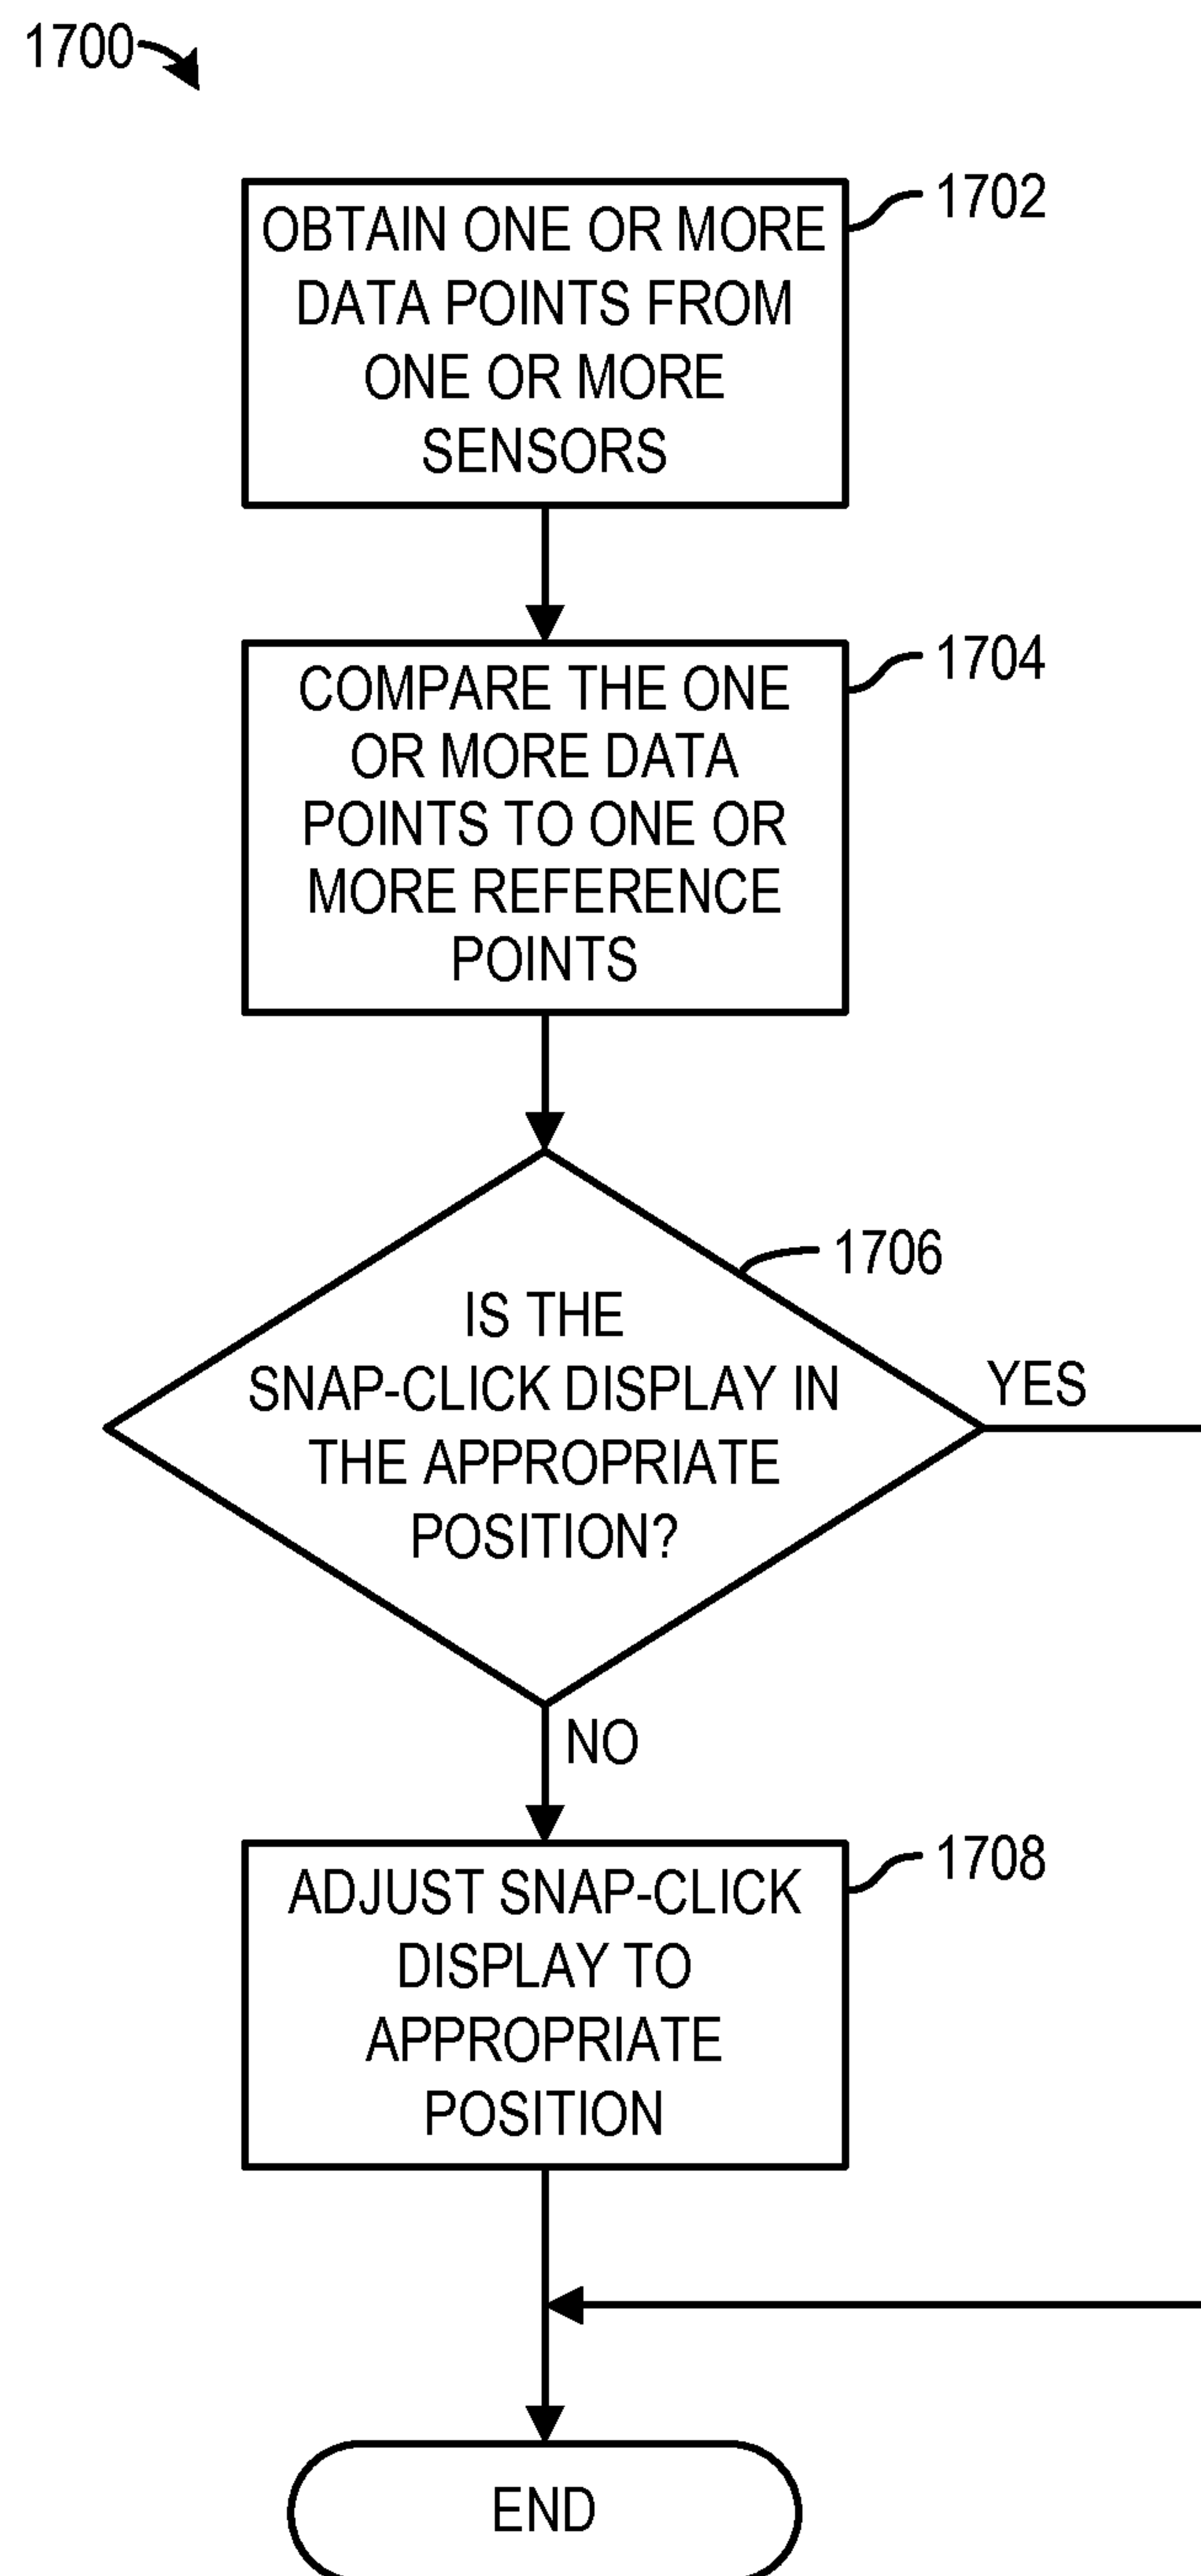 1700
OBTAIN ONE OR MORE
DATA POINTS FROM
ONE OR MORE
SENSORS
1702
COMPARE THE ONE
OR MORE DATA
POINTS TO ONE OR
MORE REFERENCE
POINTS
1704
IS THE
SNAP-CLICK DISPLAY IN
THE APPROPRIATE
POSITION?
1706
YES
NO
ADJUST SNAP-CLICK
DISPLAY TO
APPROPRIATE
POSITION
1708
END